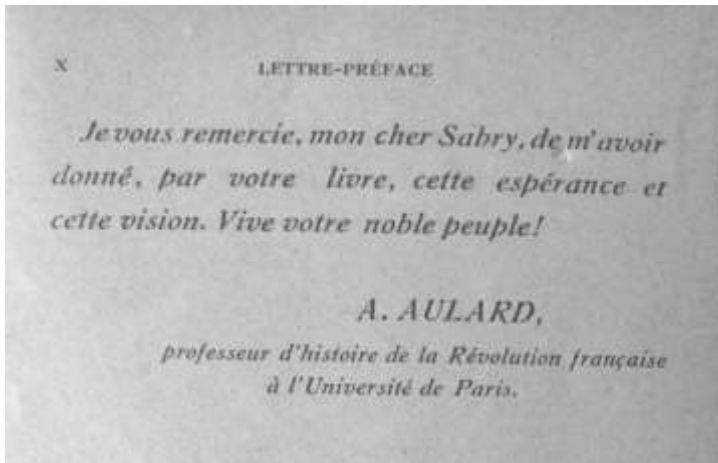 X LETTRE-PRÉFACE
Je vous remercie, mon cher Sabry, de m'avoir
donné, par votre livre, cette espérance et
cette vision. Vive votre noble peuple!
A. AULARD,
professeur d'histoire de la Révolution française
à l'Université de Paris.